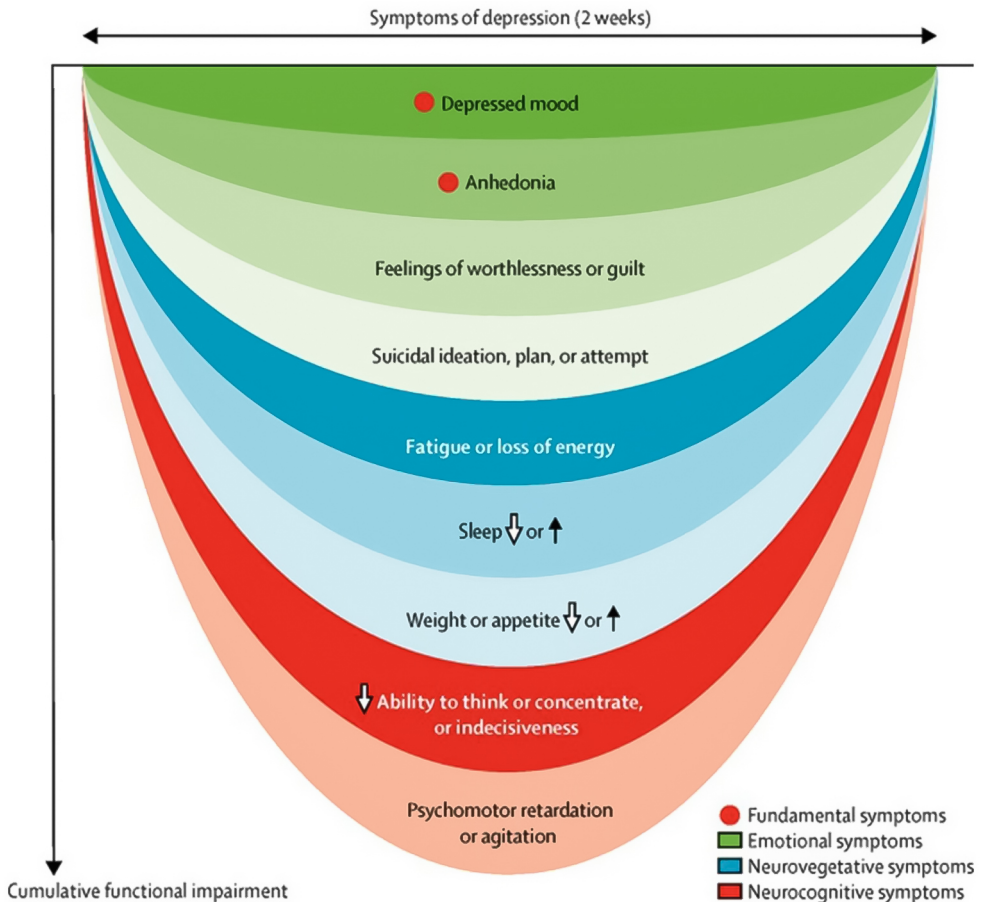 Symptoms of depression (2 weeks)
Depressed mood
Anhedonia
Feelings of worthlessness or guilt
Suicidal ideation, plan, or attempt
Fatigue or loss of energy
Sleep ⇩ or ↑
Weight or appetite ⇩ or ↑
⇩ Ability to think or concentrate,
or indecisiveness
Psychomotor retardation
or agitation
Fundamental symptoms
Emotional symptoms
Neurovegetative symptoms
Neurocognitive symptoms
Cumulative functional impairment